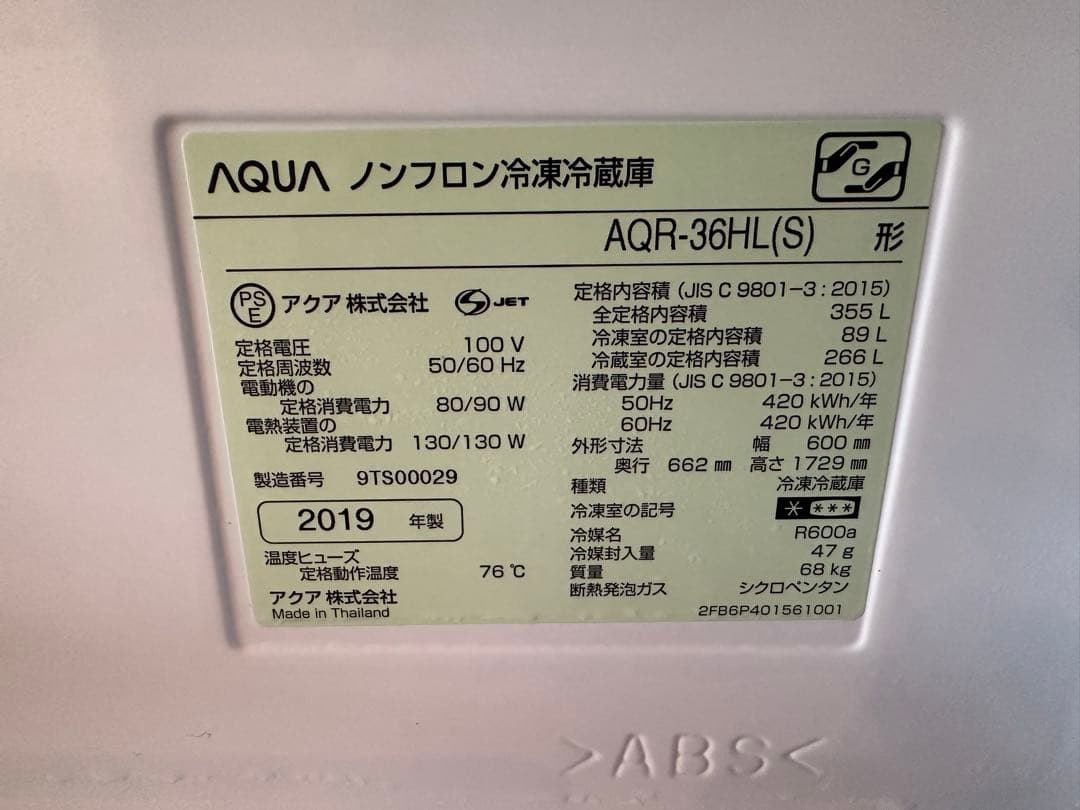 AQUA ノンフロン冷凍冷蔵庫
G
AQR-36HL(S) 形
PS E アクア 株式会社 S JET
定格電圧 100 V
定格周波数 50/60 Hz
電動機の
定格消費電力 80/90 W
電熱装置の
定格消費電力 130/130 W
製造番号 9TS00029
2019 年製
温度ヒューズ
定格動作温度 76 ℃
アクア 株式会社
Made in Thailand
定格内容積 (JIS C 9801-3 : 2015)
全定格内容積 355 L
冷凍室の定格内容積 89 L
冷蔵室の定格内容積 266 L
消費電力量 (JIS C 9801-3 : 2015)
50Hz 420 kWh/年
60Hz 420 kWh/年
外形寸法 幅 600 ㎜
奥行 662 ㎜ 高さ 1729 ㎜
種類 冷凍冷蔵庫
冷凍室の記号 * ***
冷媒名 R600a
冷媒封入量 47 g
質量 68 kg
断熱発泡ガス シクロペンタン
2FB6P401561001
>ABS<